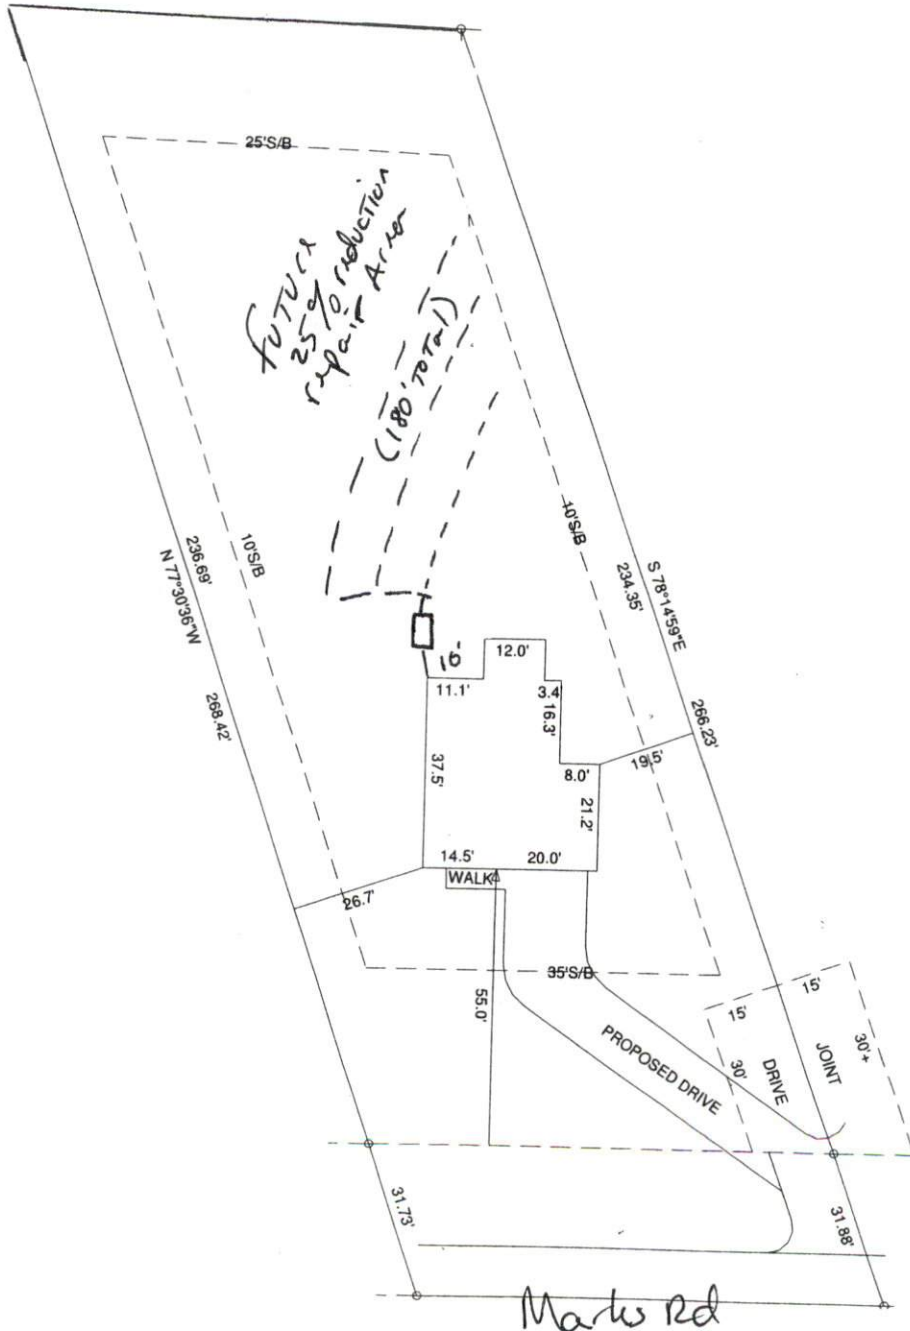 25'S/B
FUTURE
25% reduction
repair Area
(180' TOTAL)
10'S/B
236.69'
N 77°30'36"W
268.42'
10'S/B
234.35'
S 78°14'59"E
266.23'
10'
12.0'
11.1'
3.4
16.3'
8.0'
19.5'
37.5'
21.2'
14.5'
20.0'
WALK
26.7'
35'S/B
55.0'
15'
15'
30'+
30'
JOINT
DRIVE
PROPOSED DRIVE
31.73'
31.88'
Marks Rd